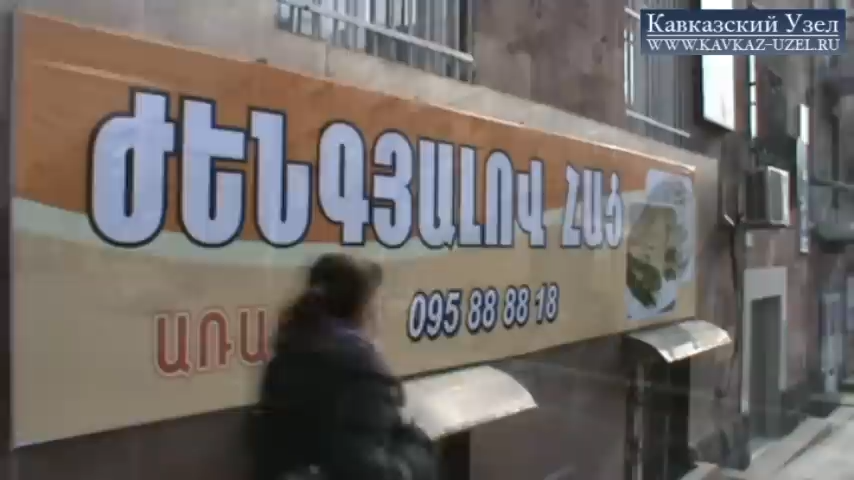 Кавказский Узел
www.kavkaz-uzel.ru
ԺԵՆԳՅԱԼՈՎ ՀԱՑ
095 88 88 18